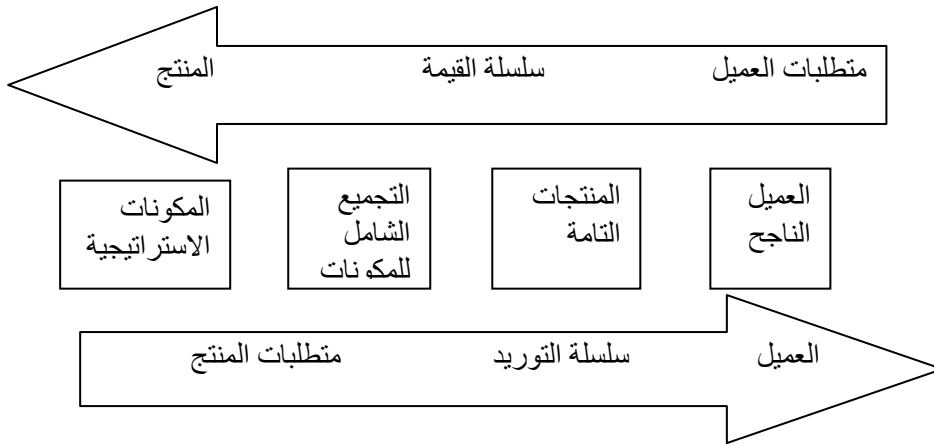 متطلبات العميل سلسلة القيمة المنتج
العميل
الناجح
المنتجات
التامة
التجميع
الشامل
للمكونات
المكونات
الاستراتيجية
العميل سلسلة التوريد متطلبات المنتج